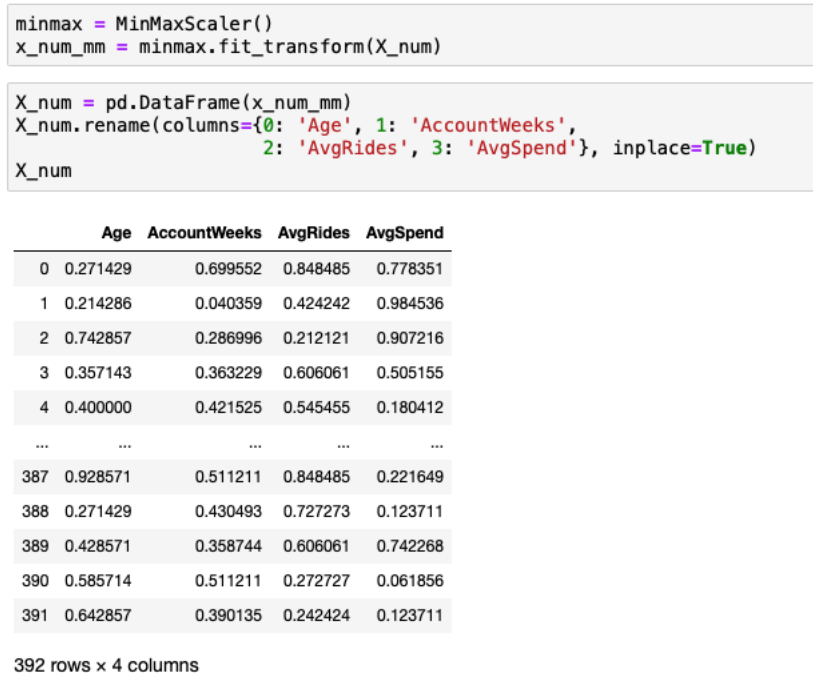 minmax = MinMaxScaler()
x_num_mm = minmax.fit_transform(X_num)
X_num = pd.DataFrame(x_num_mm)
X_num.rename(columns={0: 'Age', 1: 'AccountWeeks',
2: 'AvgRides', 3: 'AvgSpend'}, inplace=True)
X_num
Age AccountWeeks AvgRides AvgSpend
0 0.271429 0.699552 0.848485 0.778351
1 0.214286 0.040359 0.424242 0.984536
2 0.742857 0.286996 0.212121 0.907216
3 0.357143 0.363229 0.606061 0.505155
4 0.400000 0.421525 0.545455 0.180412
... ... ... ... ...
387 0.928571 0.511211 0.848485 0.221649
388 0.271429 0.430493 0.727273 0.123711
389 0.428571 0.358744 0.606061 0.742268
390 0.585714 0.511211 0.272727 0.061856
391 0.642857 0.390135 0.242424 0.123711
392 rows × 4 columns